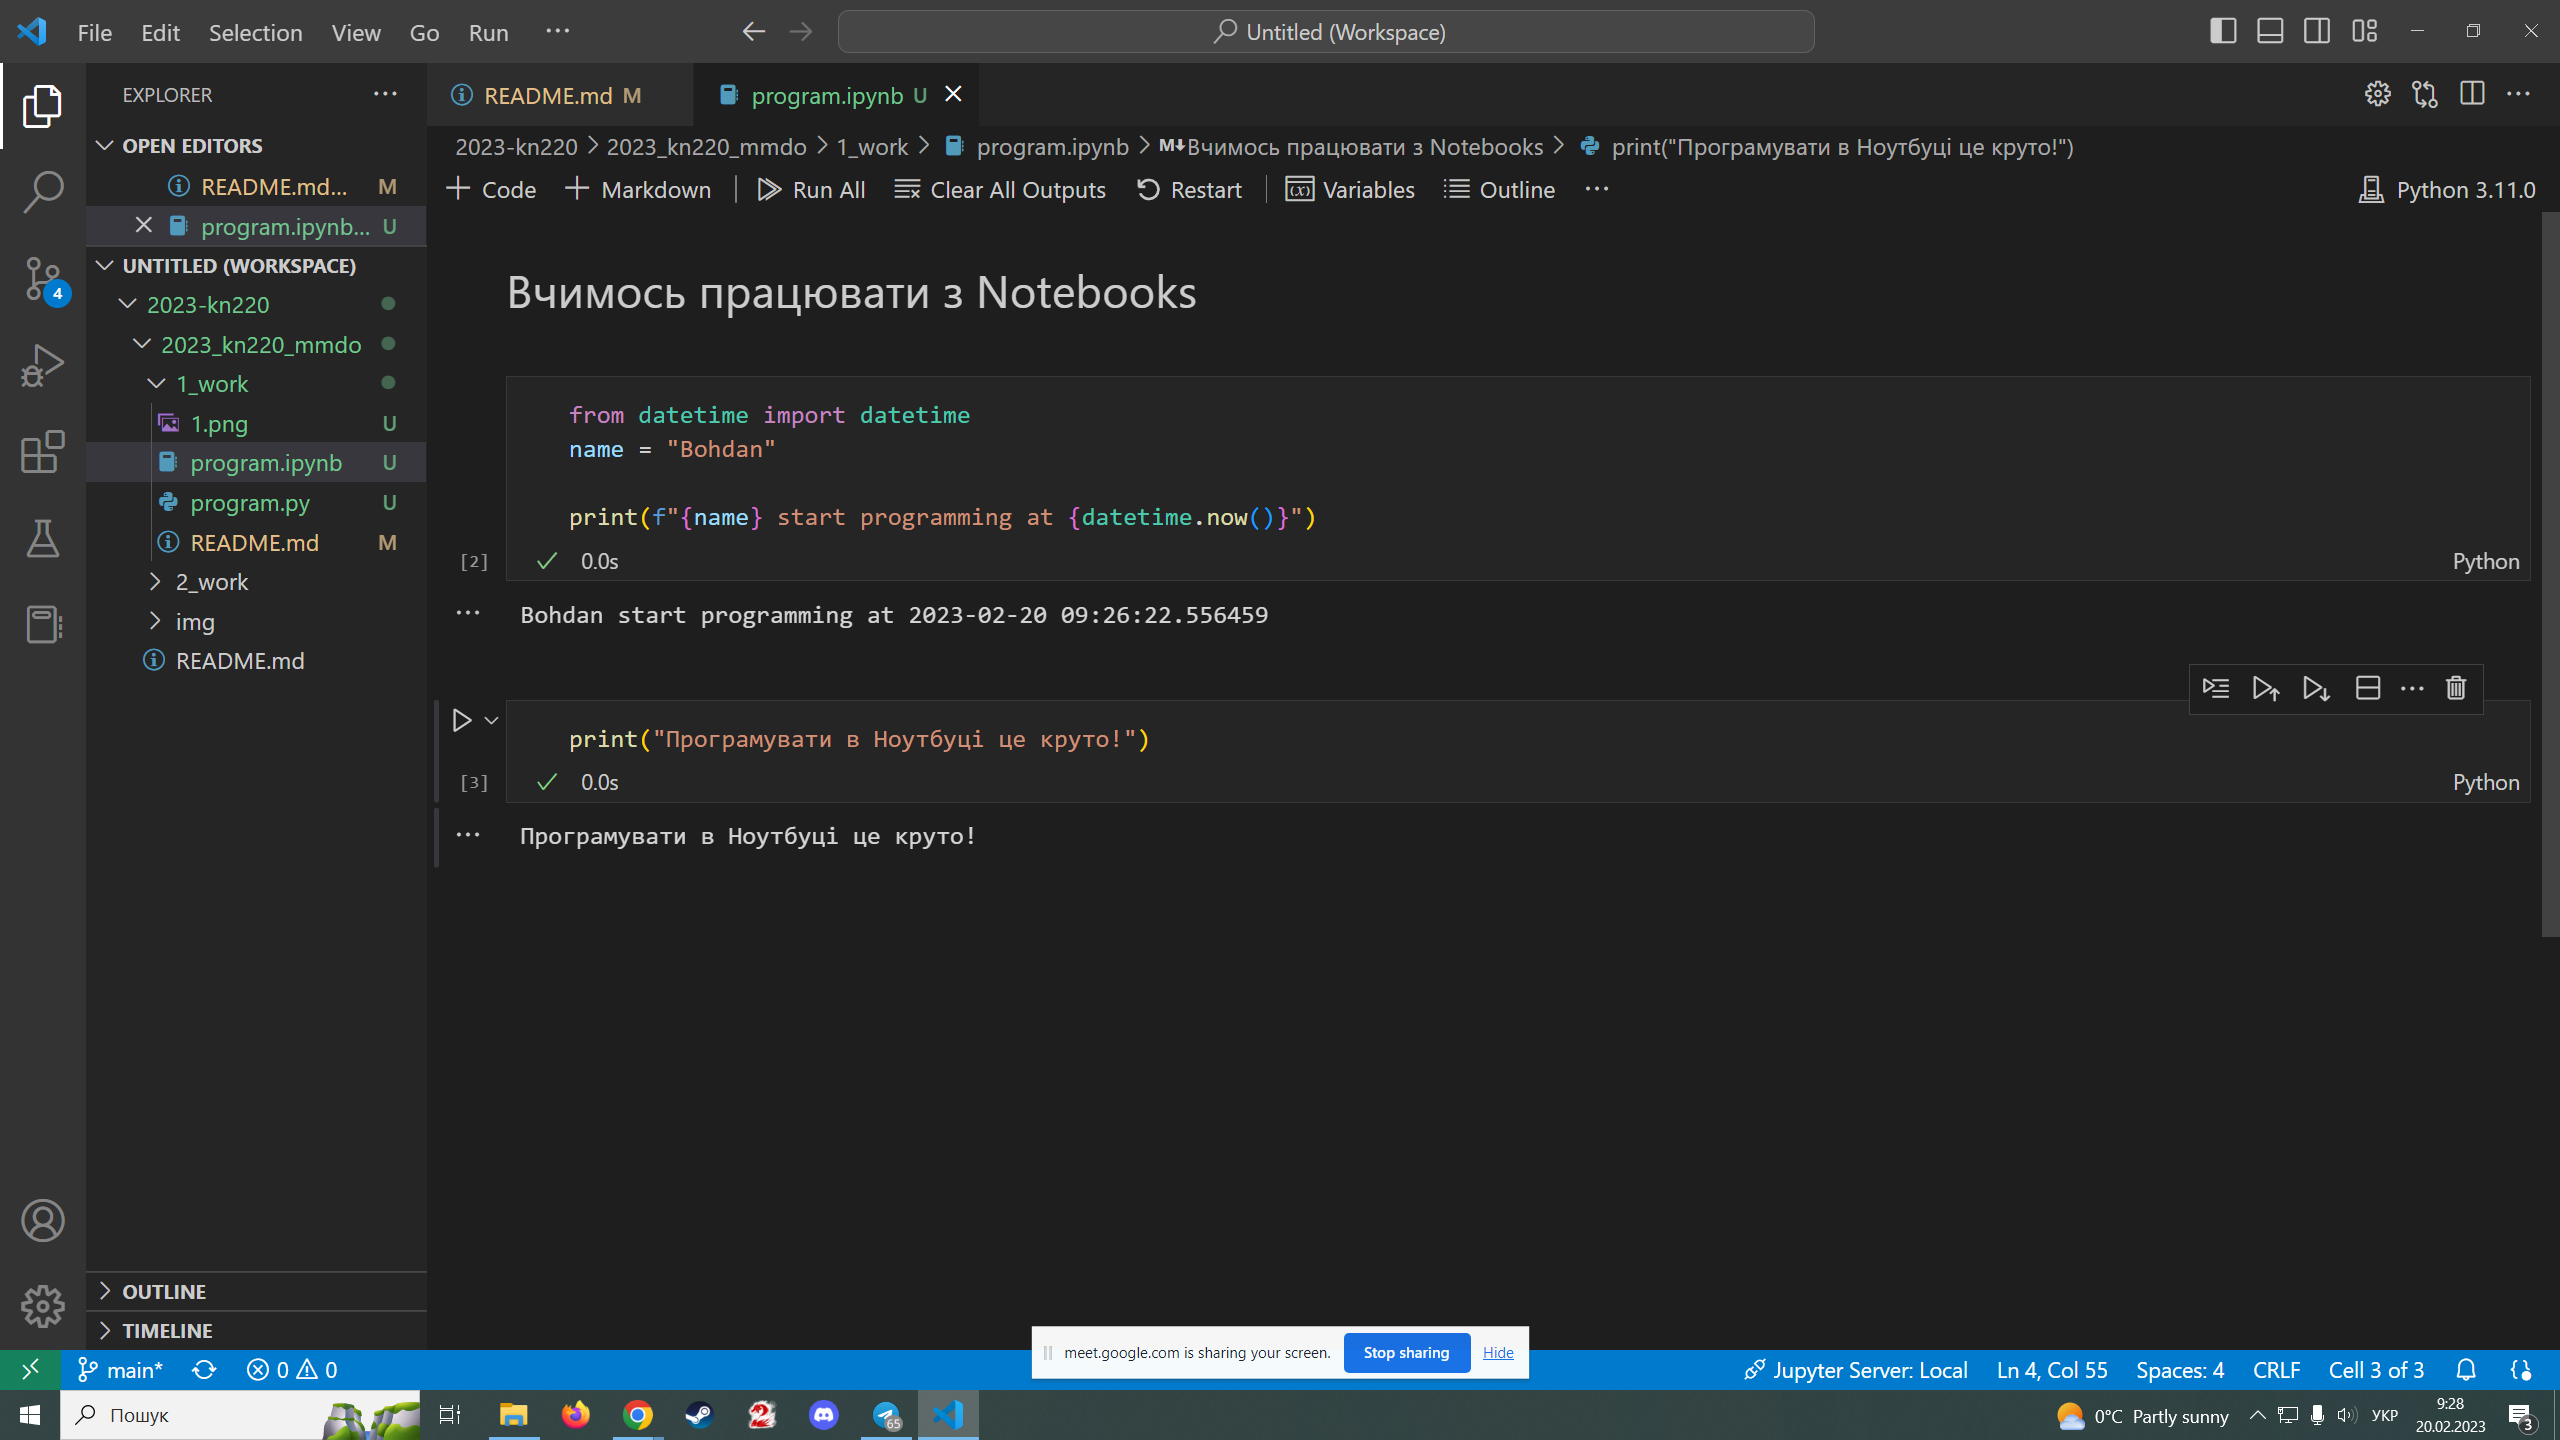 File Edit Selection View Go Run ···
Untitled (Workspace)
EXPLORER
README.md M
program.ipynb U
OPEN EDITORS
README.md... M
program.ipynb... U
UNTITLED (WORKSPACE)
2023-kn220
2023_kn220_mmdo
1_work
1.png U
program.ipynb U
program.py U
README.md M
2_work
img
README.md
OUTLINE
TIMELINE
4
2023-kn220 > 2023_kn220_mmdo > 1_work > program.ipynb > M↓Вчимось працювати з Notebooks > print("Програмувати в Ноутбуці це круто!")
+ Code + Markdown | Run All Clear All Outputs Restart | Variables Outline ··· Python 3.11.0
Вчимось працювати з Notebooks
from datetime import datetime
name = "Bohdan"
print(f"{name} start programming at {datetime.now()}")
[2] 0.0s Python
Bohdan start programming at 2023-02-20 09:26:22.556459
print("Програмувати в Ноутбуці це круто!")
[3] 0.0s Python
Програмувати в Ноутбуці це круто!
meet.google.com is sharing your screen. Stop sharing Hide
main* 0 0 Jupyter Server: Local Ln 4, Col 55 Spaces: 4 CRLF Cell 3 of 3
Пошук 65 0°C Partly sunny УКР 9:28
20.02.2023 3